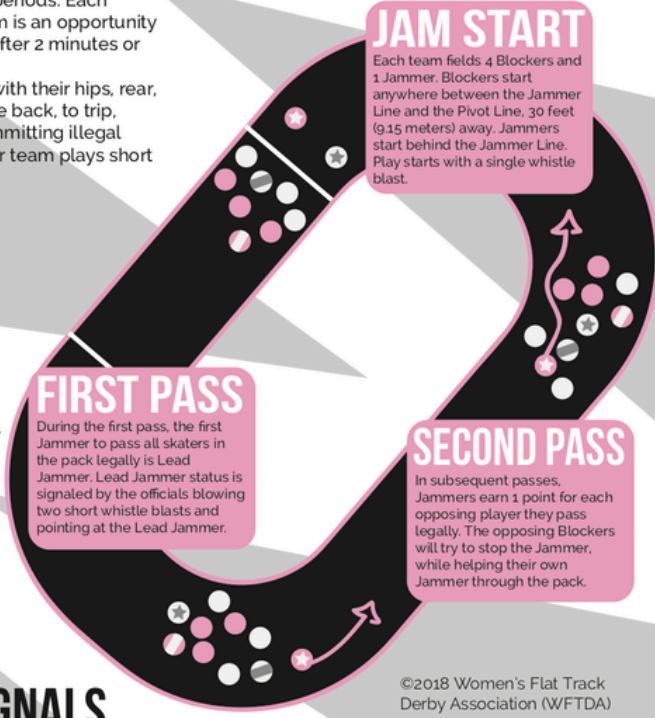 periods. Each
is an opportunity
fter 2 minutes or
with their hips, rear,
back, to trip,
mmitting illegal
r team plays short
JAM START
Each team fields 4 Blockers and
1 Jammer. Blockers start
anywhere between the Jammer
Line and the Pivot Line, 30 feet
(9.15 meters) away. Jammers
start behind the Jammer Line.
Play starts with a single whistle
blast.
FIRST PASS
During the first pass, the first
Jammer to pass all skaters in
the pack legally is Lead
Jammer. Lead Jammer status is
signaled by the officials blowing
two short whistle blasts and
pointing at the Lead Jammer.
SECOND PASS
In subsequent passes,
Jammers earn 1 point for each
opposing player they pass
legally. The opposing Blockers
will try to stop the Jammer,
while helping their own
Jammer through the pack.
GNALS
©2018 Women's Flat Track
Derby Association (WFTDA)